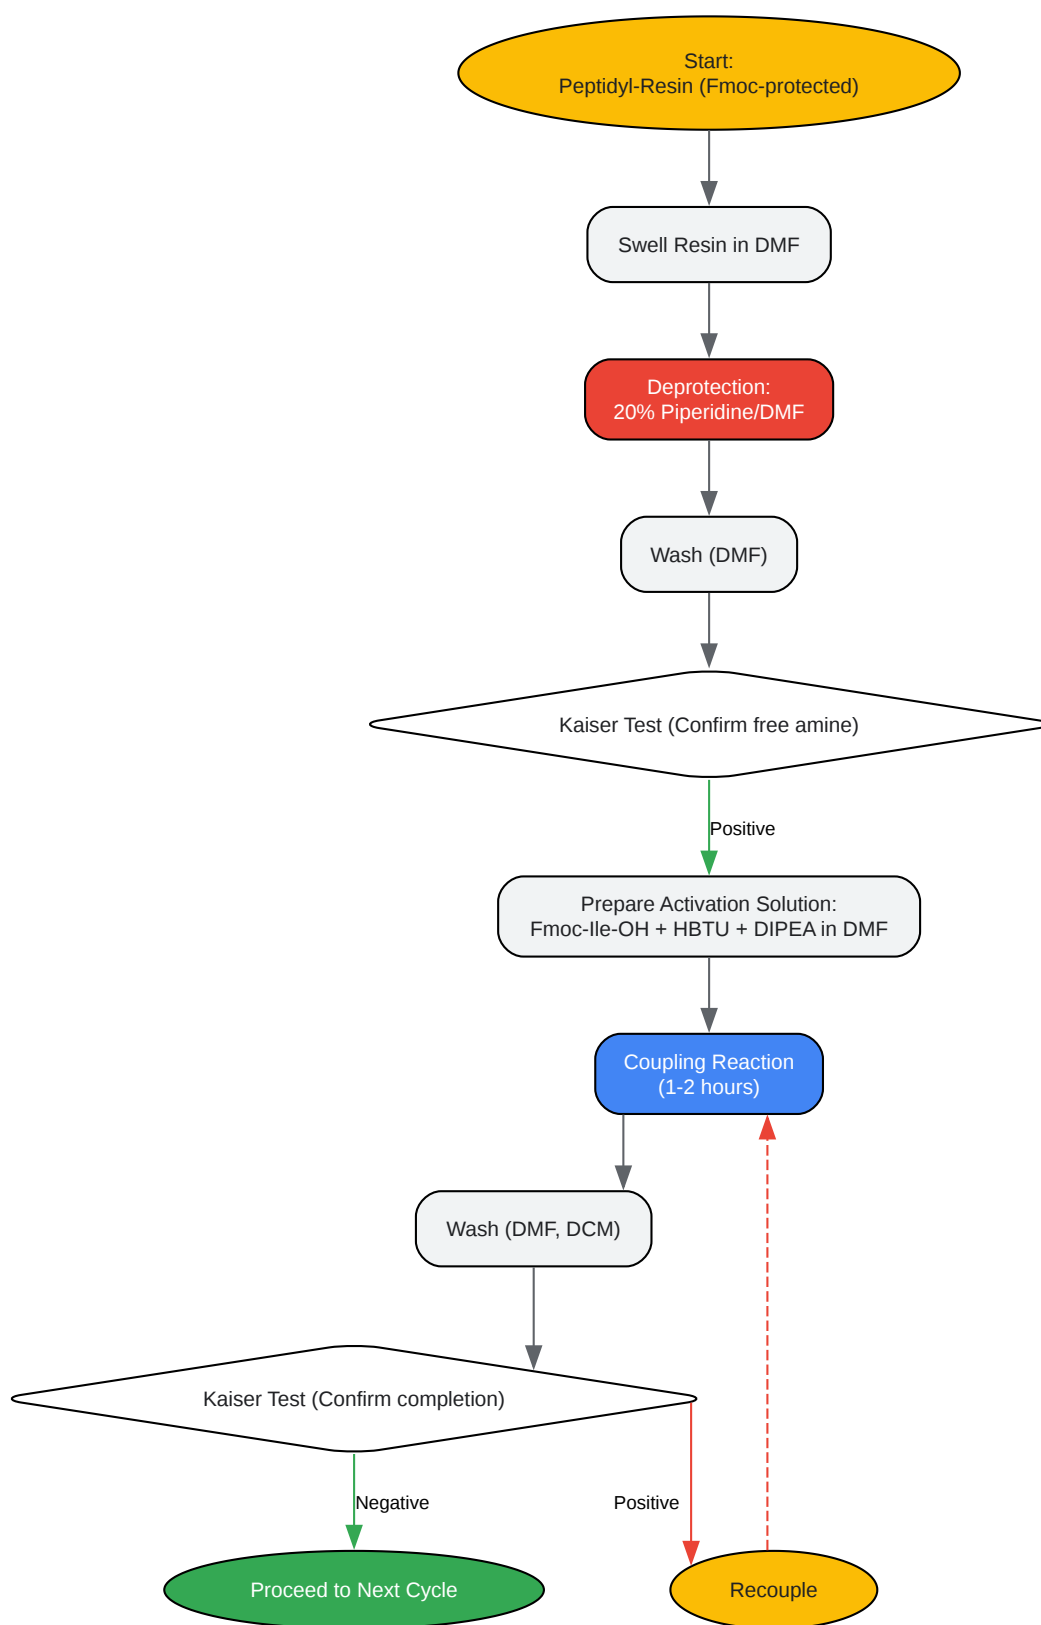 Start:
Peptidyl-Resin (Fmoc-protected)
Swell Resin in DMF
Deprotection:
20% Piperidine/DMF
Wash (DMF)
Kaiser Test (Confirm free amine)
Positive
Prepare Activation Solution:
Fmoc-Ile-OH + HBTU + DIPEA in DMF
Coupling Reaction
(1-2 hours)
Wash (DMF, DCM)
Kaiser Test (Confirm completion)
Negative
Positive
Proceed to Next Cycle
Recouple